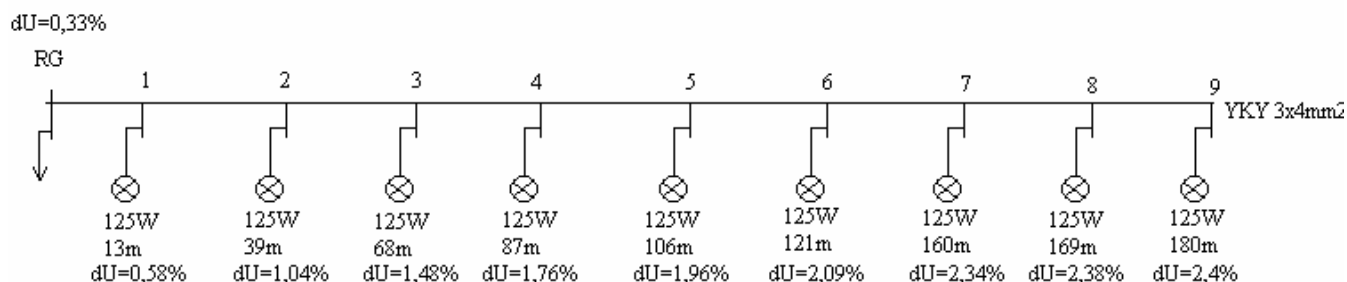 dU=0,33%
RG
1 2 3 4 5 6 7 8 9
YKY 3x4mm2
125W 125W 125W 125W 125W 125W 125W 125W 125W
13m 39m 68m 87m 106m 121m 160m 169m 180m
dU=0,58% dU=1,04% dU=1,48% dU=1,76% dU=1,96% dU=2,09% dU=2,34% dU=2,38% dU=2,4%